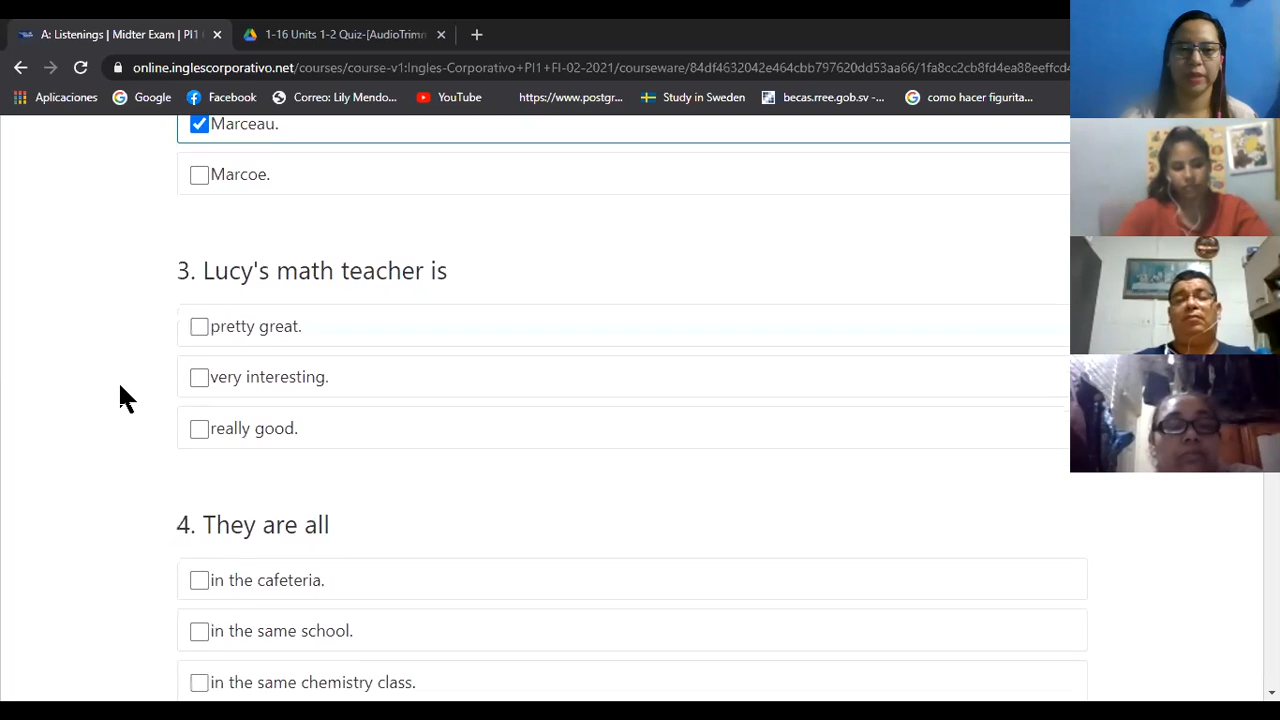 A: Listenings | Midter Exam | PI1
1-16 Units 1-2 Quiz-[AudioTrimm
online.inglescorporativo.net/courses/course-v1:Ingles-Corporat
+PI1+FI-02-2021/courseware/84df4632042e464cbb797620dd53aa66/1fa8cc2cb8fd4ea88eeffcd4
Aplicaciones
Google
Facebook
Correo: Lily Mendo...
YouTube
https://www.postgr...
Study in Sweden
becas.rree.gob.sv -...
como hacer figurita...
Marceau.
Marcoe.
3. Lucy's math teacher is
pretty great.
very interesting.
really good.
4. They are all
in the cafeteria.
in the same school.
in the same chemistry class.